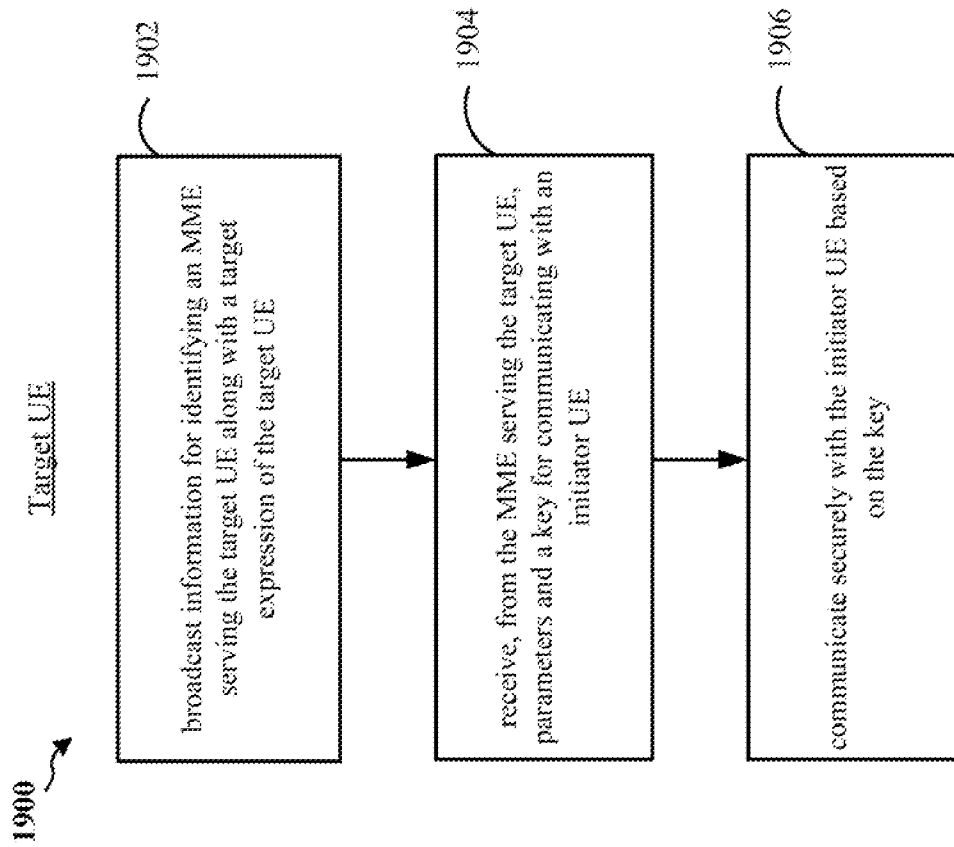 1900
Target UE
broadcast information for identifying an MME
serving the target UE along with a target
expression of the target UE
1902
receive, from the MME serving the target UE,
parameters and a key for communicating with an
initiator UE
1904
communicate securely with the initiator UE based
on the key
1906